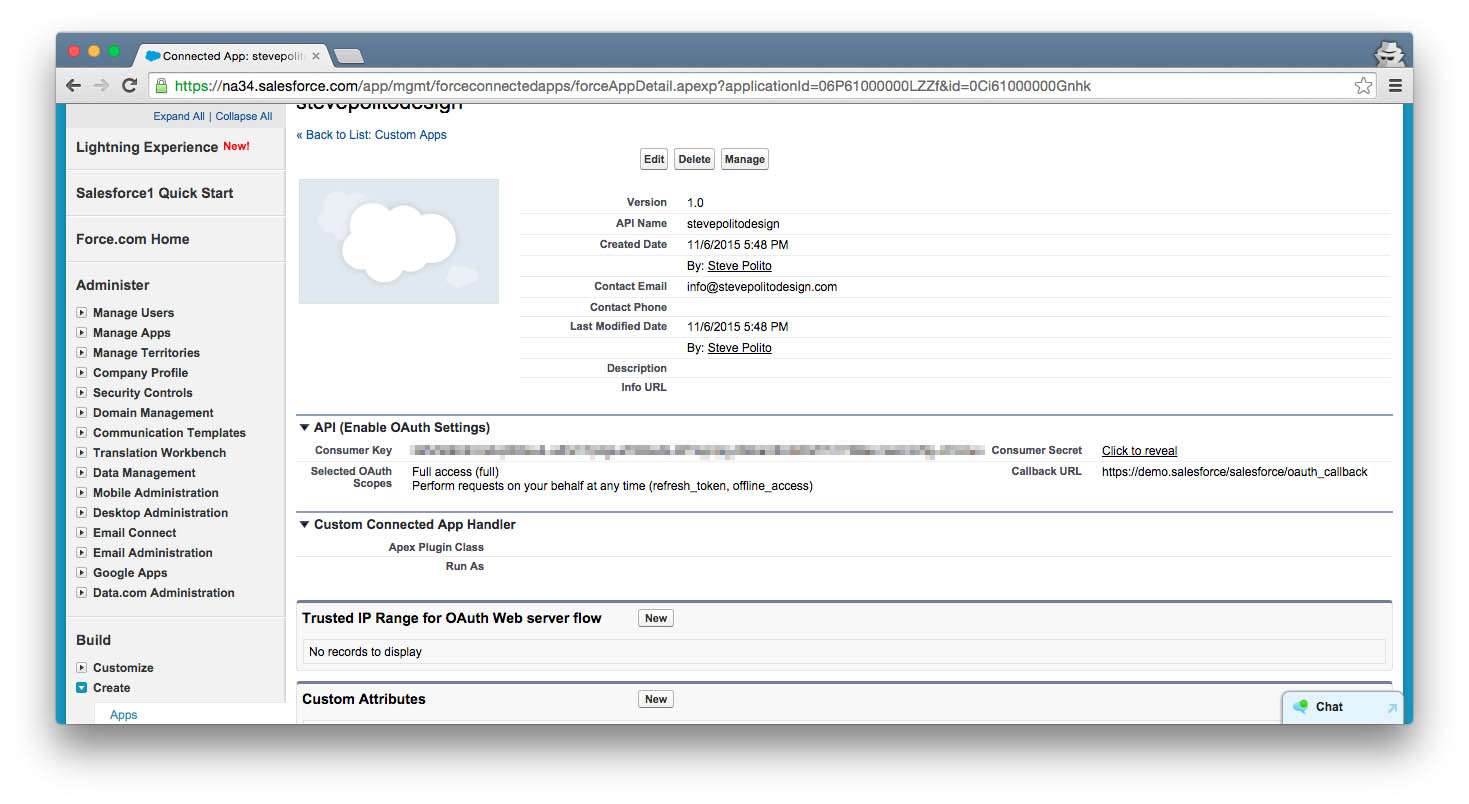 Connected App: stevepolit
https://na34.salesforce.com/app/mgmt/forceconnectedapps/forceAppDetail.apexp?applicationId=06P61000000LZZf&id=0Ci61000000Gnhk
Expand All | Collapse All
Lightning Experience New!
Salesforce1 Quick Start
Force.com Home
Administer
Manage Users
Manage Apps
Manage Territories
Company Profile
Security Controls
Domain Management
Communication Templates
Translation Workbench
Data Management
Mobile Administration
Desktop Administration
Email Connect
Email Administration
Google Apps
Data.com Administration
Build
Customize
Create
Apps
stevepolitodesign
« Back to List: Custom Apps
Edit Delete Manage
Version 1.0
API Name stevepolitodesign
Created Date 11/6/2015 5:48 PM
By: Steve Polito
Contact Email info@stevepolitodesign.com
Contact Phone
Last Modified Date 11/6/2015 5:48 PM
By: Steve Polito
Description
Info URL
API (Enable OAuth Settings)
Consumer Key Consumer Secret Click to reveal
Selected OAuth Scopes Full access (full) Callback URL https://demo.salesforce/salesforce/oauth_callback
Perform requests on your behalf at any time (refresh_token, offline_access)
Custom Connected App Handler
Apex Plugin Class
Run As
Trusted IP Range for OAuth Web server flow New
No records to display
Custom Attributes New
Chat